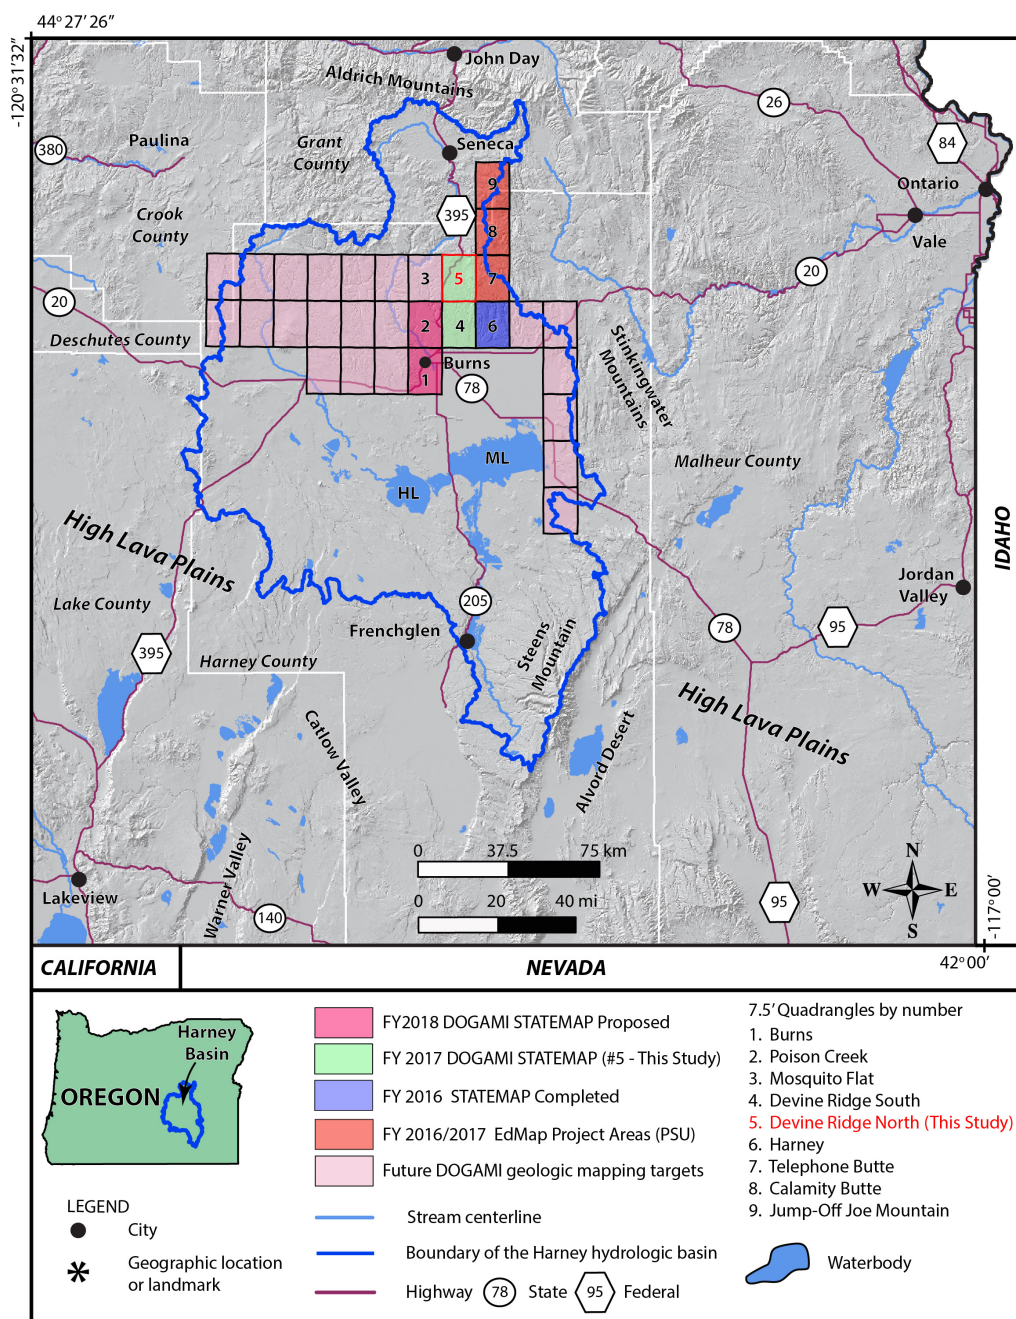 44° 27′ 26″
-120° 31′ 32″
John Day
Aldrich Mountains
26
380
Paulina
Grant
County
Seneca
84
Ontario
Crook
County
395
9
8
Vale
20
20
3
5
7
Deschutes County
2
4
6
Burns
1
78
Stinkingwater
Mountains
ML
HL
Malheur County
High Lava Plains
IDAHO
Lake County
Jordan
Valley
205
Frenchglen
78
95
395
Harney County
Steens
Mountain
High Lava Plains
Catlow Valley
Alvord Desert
0 37.5 75 km
0 20 40 mi
N
W E
S
Lakeview
Warner Valley
140
95
-117° 00′
42° 00′
CALIFORNIA
NEVADA
Harney
Basin
OREGON
FY2018 DOGAMI STATEMAP Proposed
FY 2017 DOGAMI STATEMAP (#5 - This Study)
FY 2016 STATEMAP Completed
FY 2016/2017 EdMap Project Areas (PSU)
Future DOGAMI geologic mapping targets
7.5′ Quadrangles by number
1. Burns
2. Poison Creek
3. Mosquito Flat
4. Devine Ridge South
5. Devine Ridge North (This Study)
6. Harney
7. Telephone Butte
8. Calamity Butte
9. Jump-Off Joe Mountain
LEGEND
City
Geographic location
or landmark
Stream centerline
Boundary of the Harney hydrologic basin
Highway 78 State 95 Federal
Waterbody